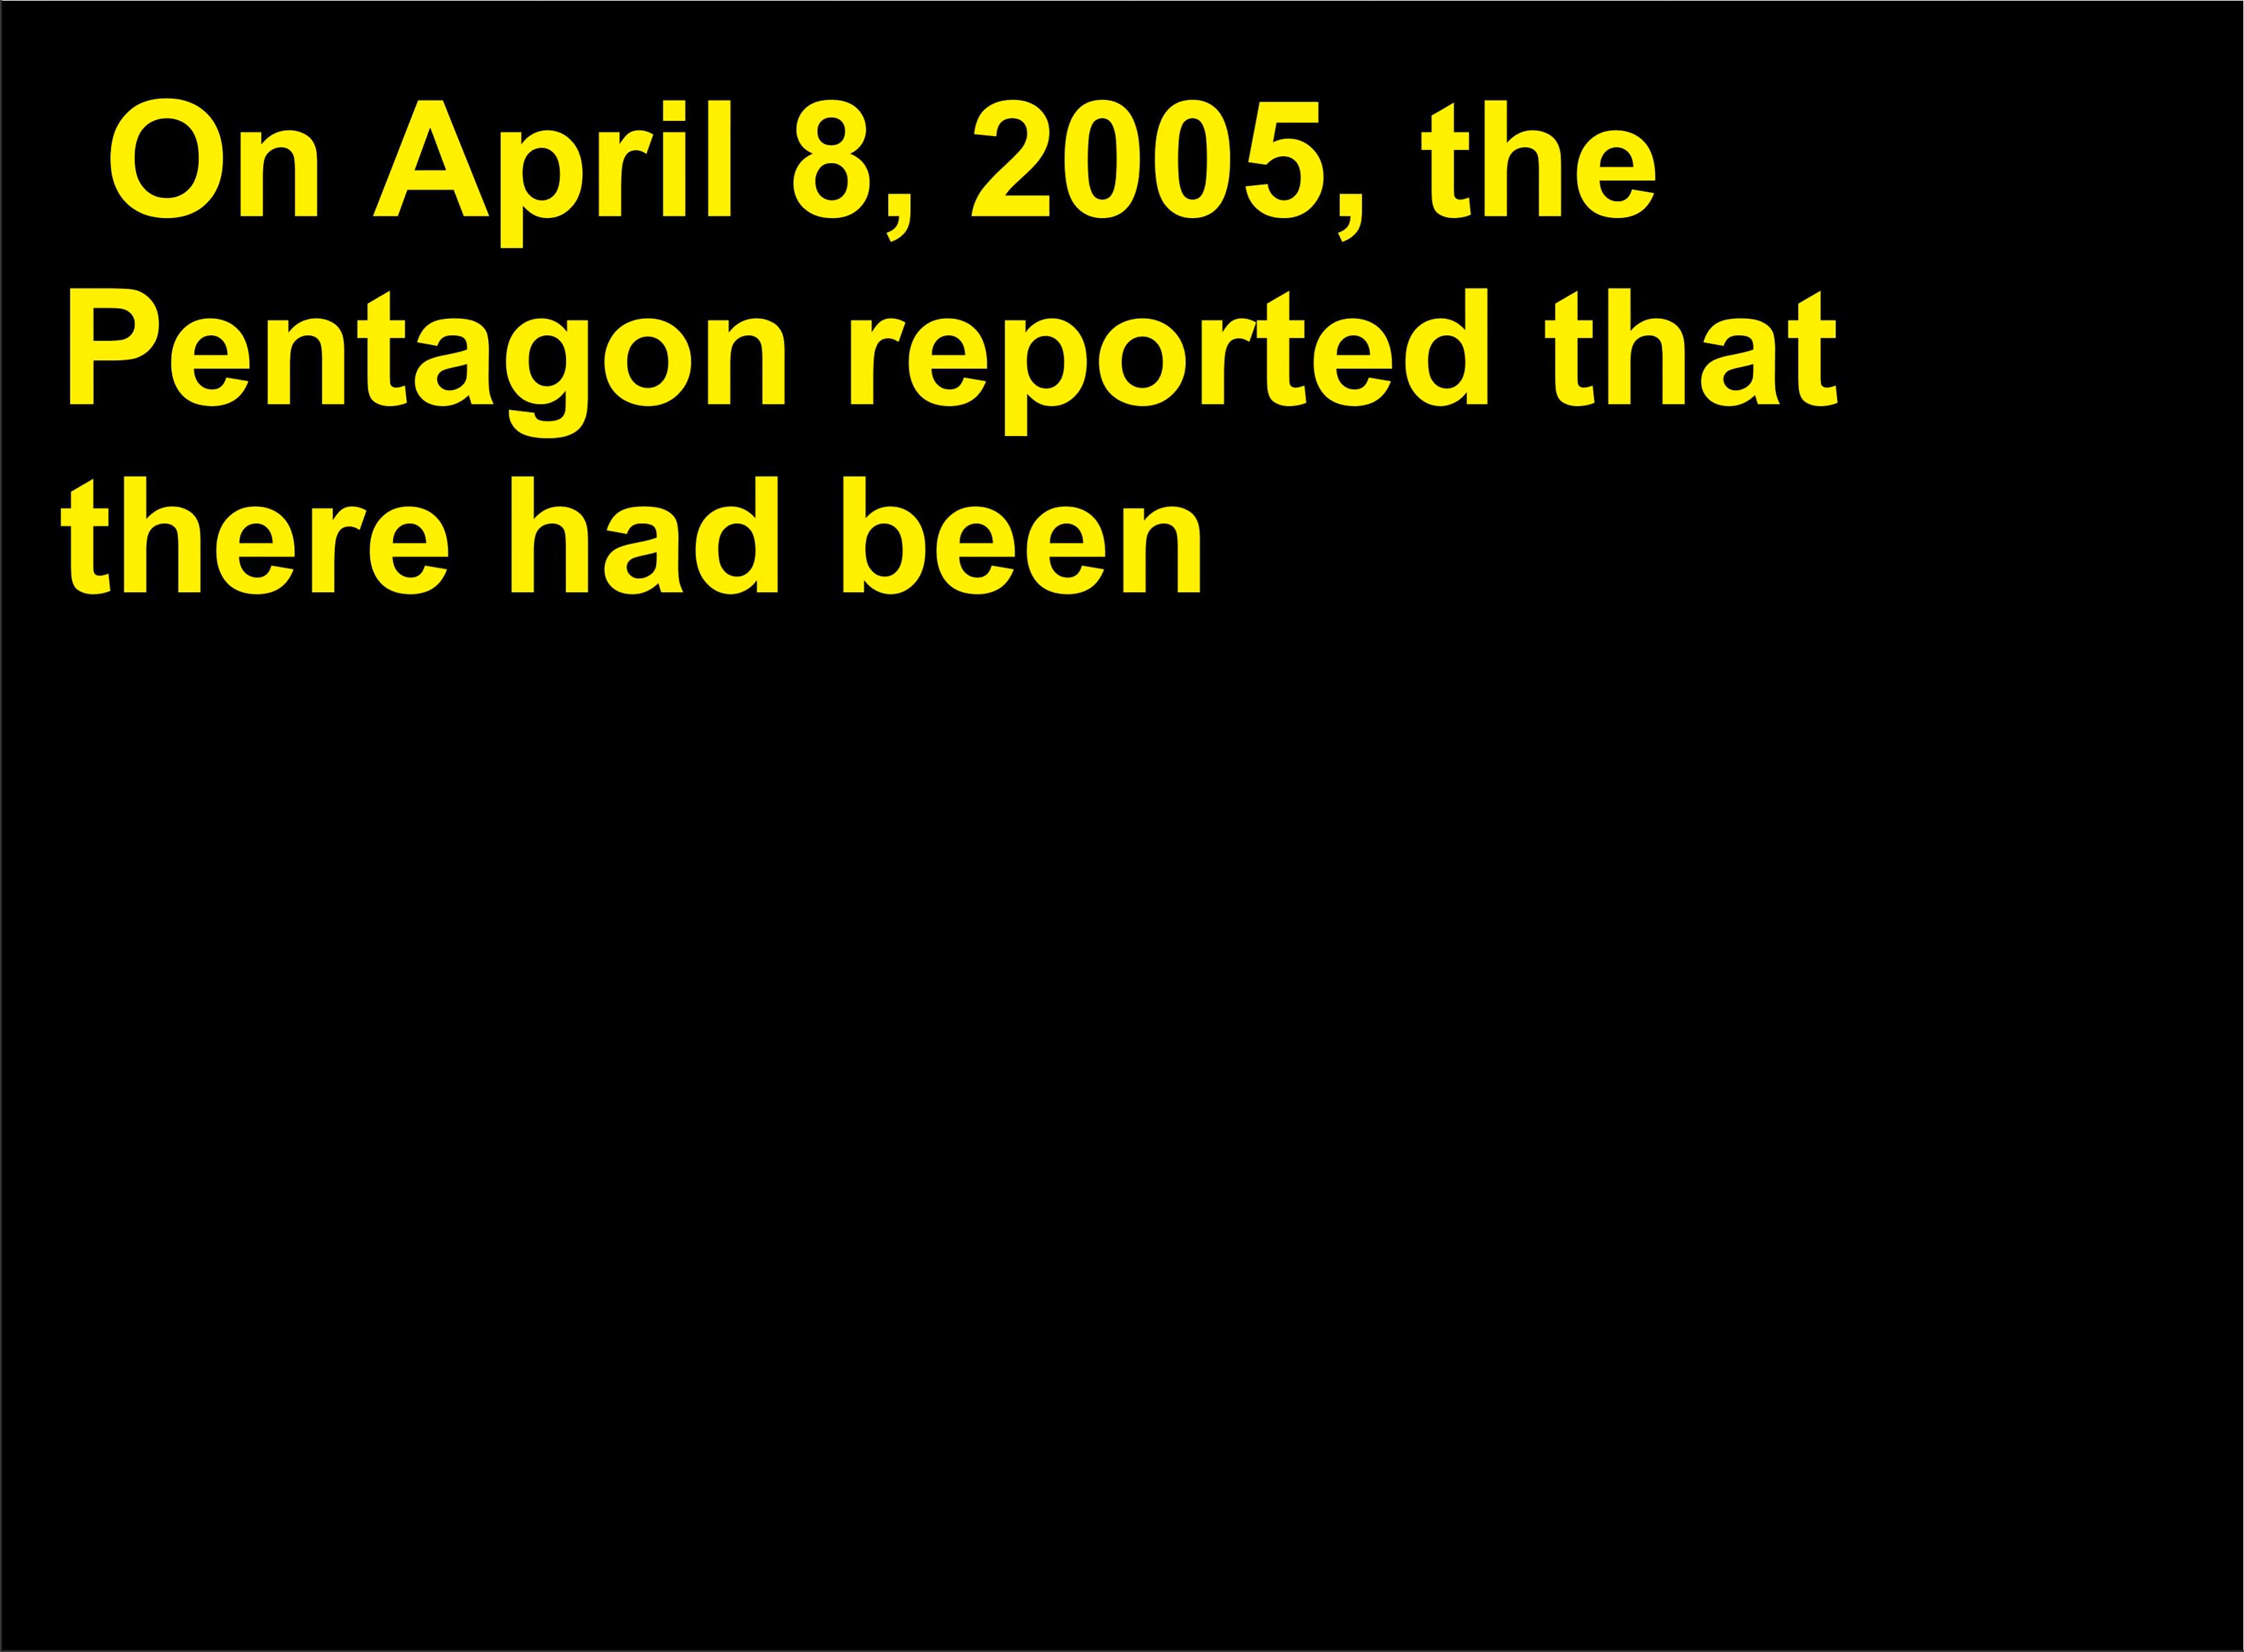 On April 8, 2005, the
Pentagon reported that
there had been